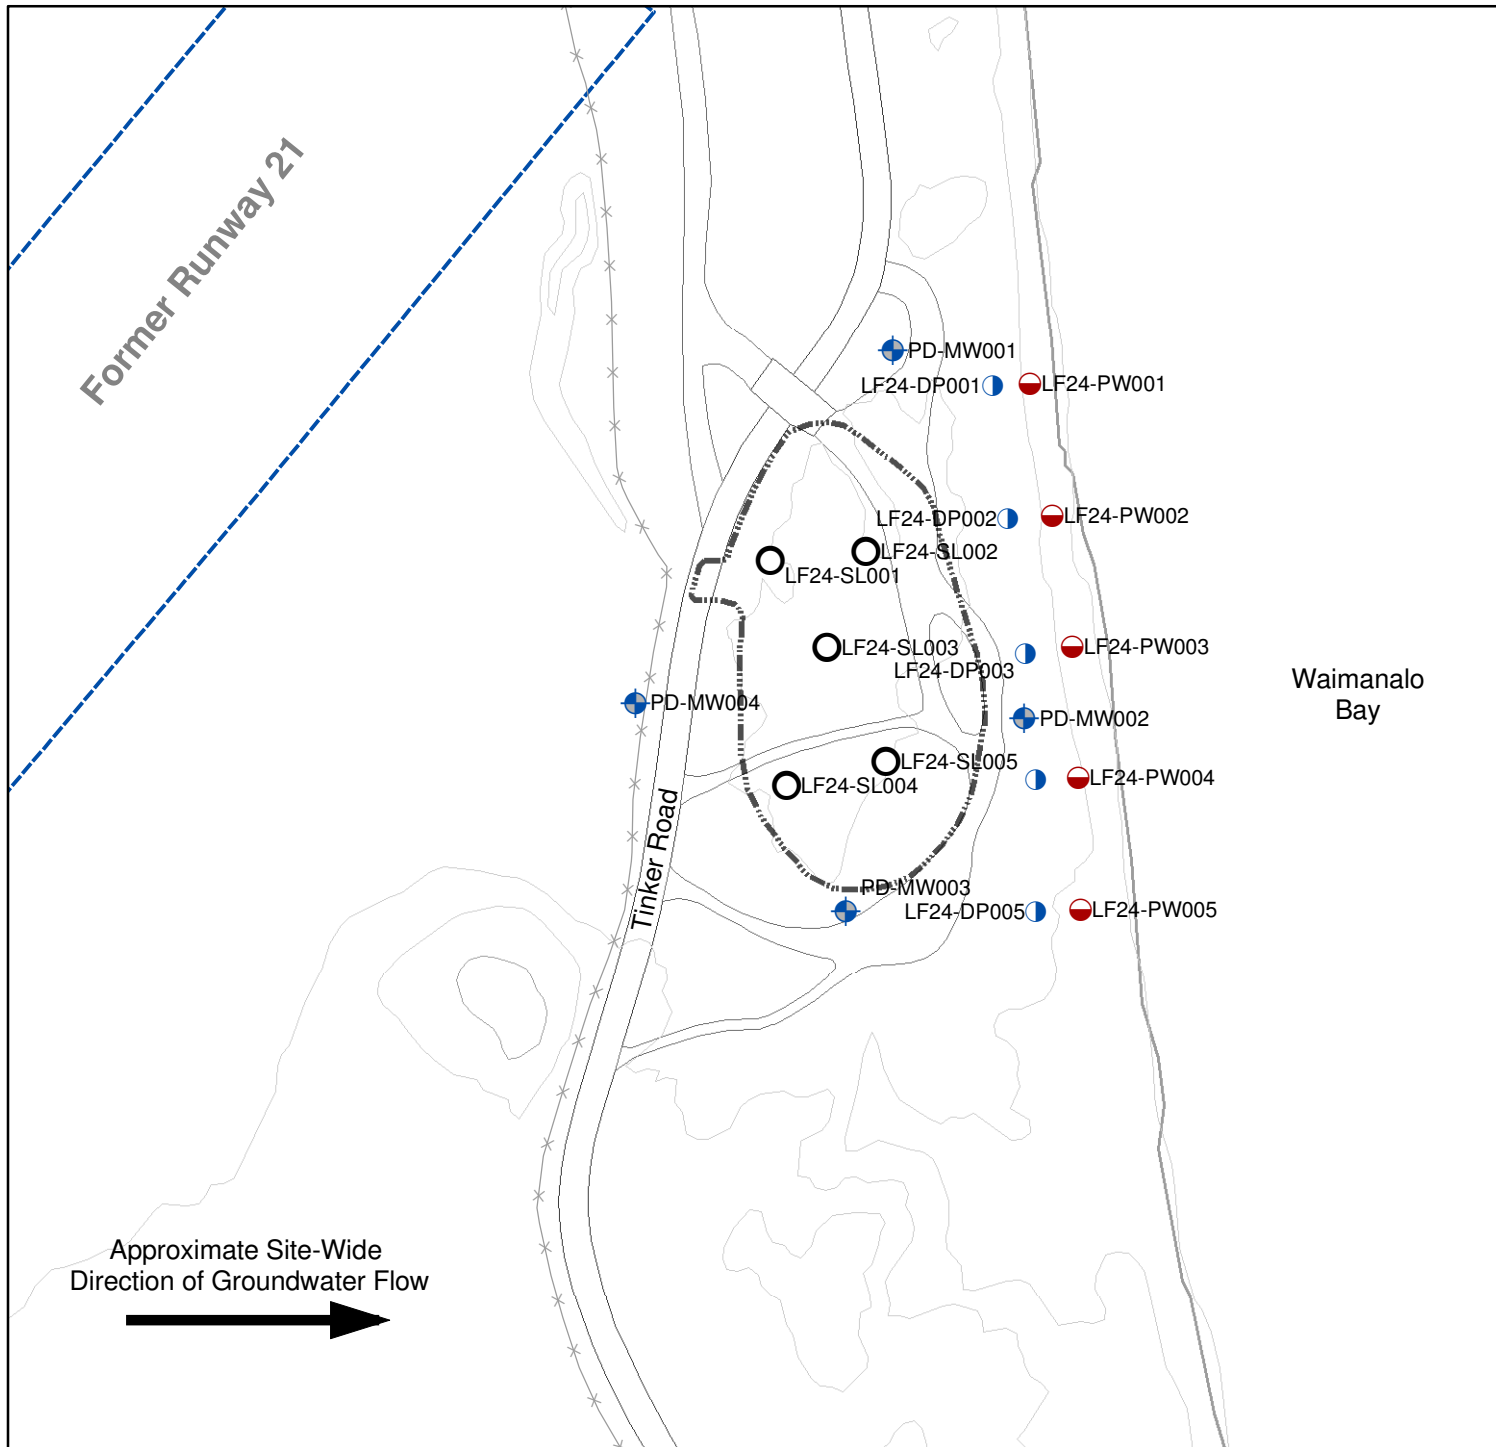 Former Runway 21
PD-MW001
LF24-DP001
LF24-PW001
LF24-DP002
LF24-PW002
LF24-SL002
LF24-SL001
LF24-SL003
LF24-PW003
LF24-DP003
Waimanalo
Bay
PD-MW004
PD-MW002
LF24-SL005
LF24-PW004
LF24-SL004
Tinker Road
PD-MW003
LF24-DP005
LF24-PW005
Approximate Site-Wide
Direction of Groundwater Flow